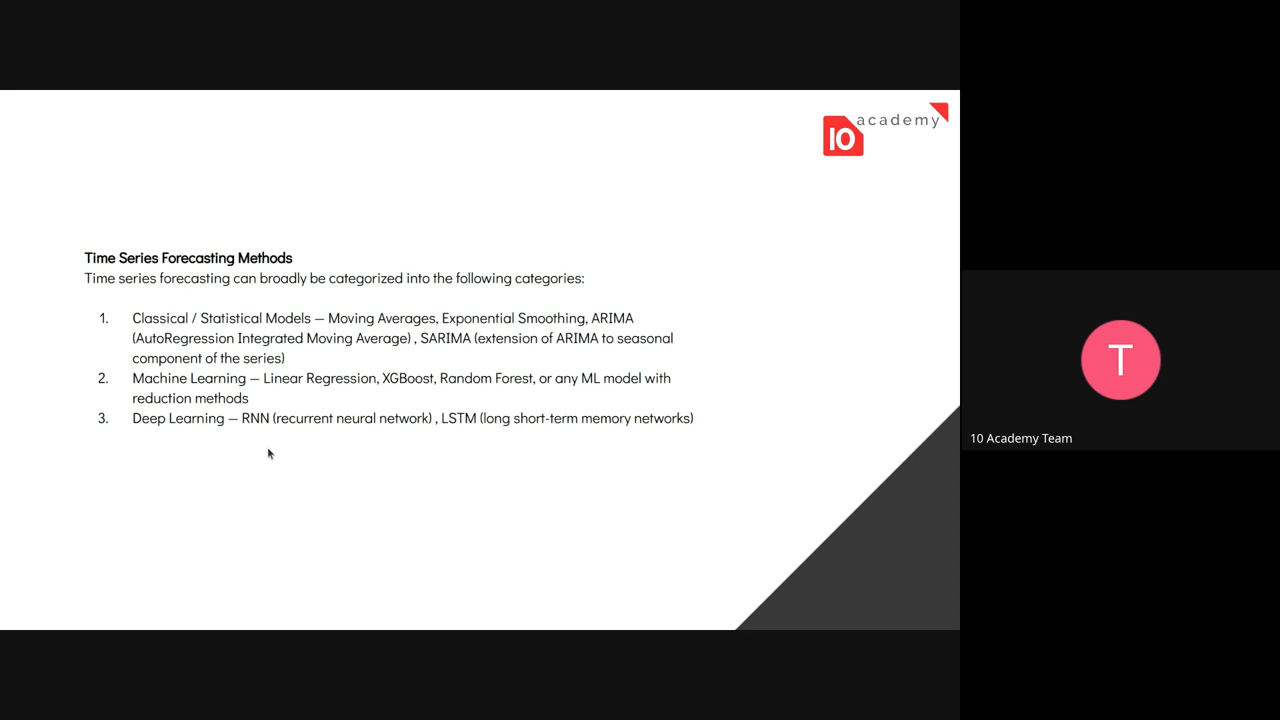 10 academy
Time Series Forecasting Methods
Time series forecasting can broadly be categorized into the following categories:
1. Classical / Statistical Models — Moving Averages, Exponential Smoothing, ARIMA
(AutoRegression Integrated Moving Average) , SARIMA (extension of ARIMA to seasonal
component of the series)
2. Machine Learning — Linear Regression, XGBoost, Random Forest, or any ML model with
reduction methods
3. Deep Learning — RNN (recurrent neural network) , LSTM (long short-term memory networks)
T
10 Academy Team